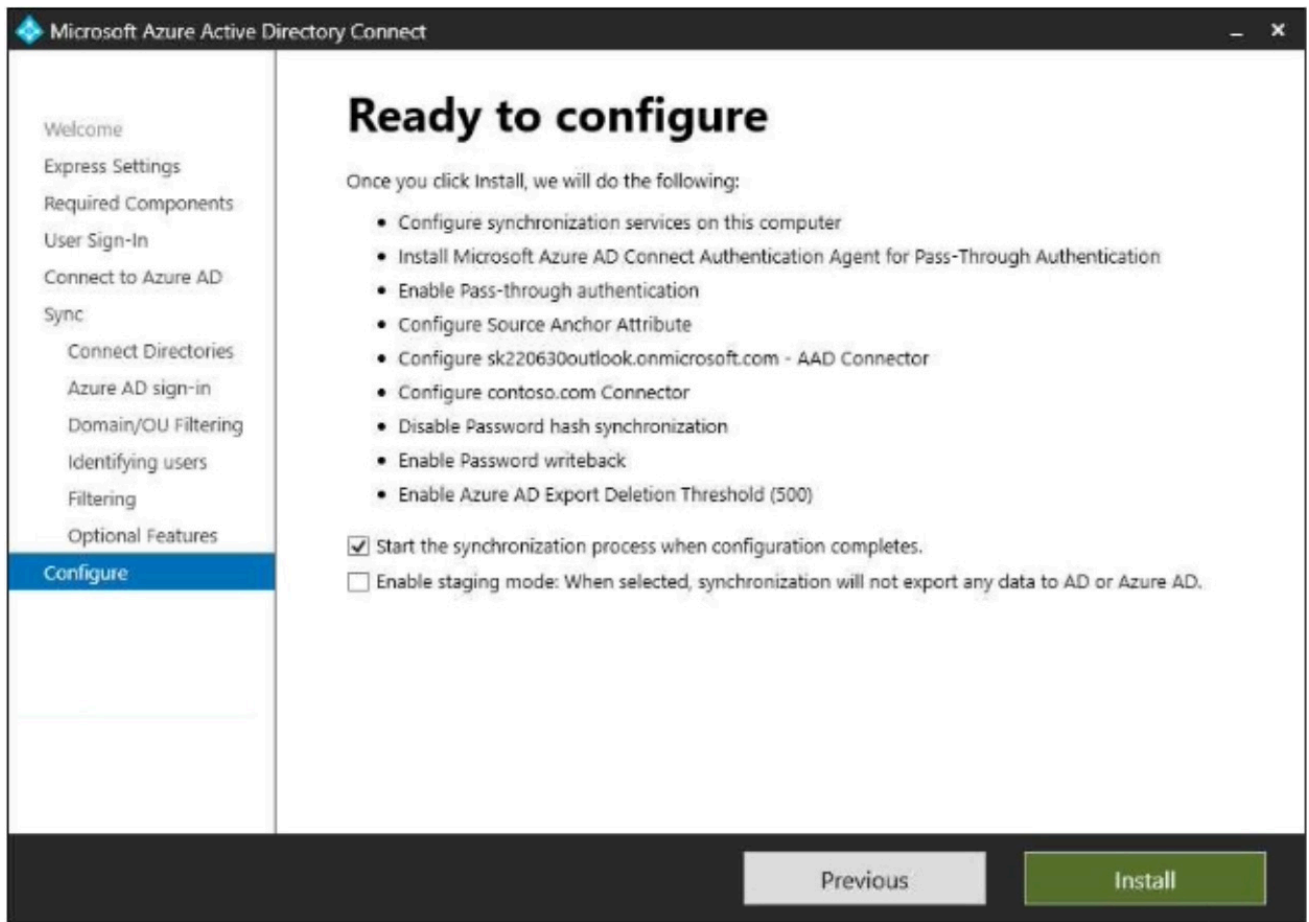 Microsoft Azure Active Directory Connect
Welcome
Express Settings
Required Components
User Sign-In
Connect to Azure AD
Sync
Connect Directories
Azure AD sign-in
Domain/OU Filtering
Identifying users
Filtering
Optional Features
Configure
Ready to configure
Once you click Install, we will do the following:
• Configure synchronization services on this computer
• Install Microsoft Azure AD Connect Authentication Agent for Pass-Through Authentication
• Enable Pass-through authentication
• Configure Source Anchor Attribute
• Configure sk220630outlook.onmicrosoft.com - AAD Connector
• Configure contoso.com Connector
• Disable Password hash synchronization
• Enable Password writeback
• Enable Azure AD Export Deletion Threshold (500)
Start the synchronization process when configuration completes.
Enable staging mode: When selected, synchronization will not export any data to AD or Azure AD.
Previous
Install